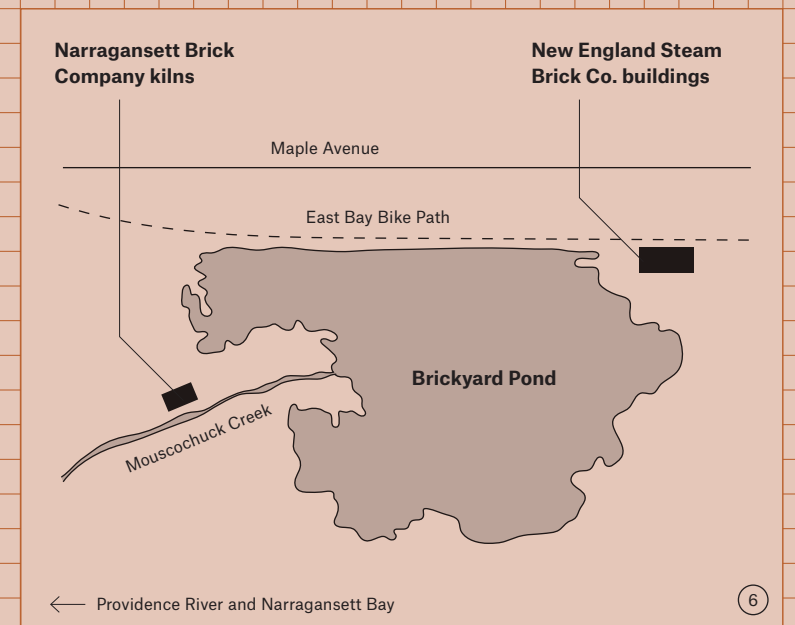 Narragansett Brick
Company kilns
New England Steam
Brick Co. buildings
Maple Avenue
East Bay Bike Path
Brickyard Pond
Mouscochuck Creek
Providence River and Narragansett Bay
6